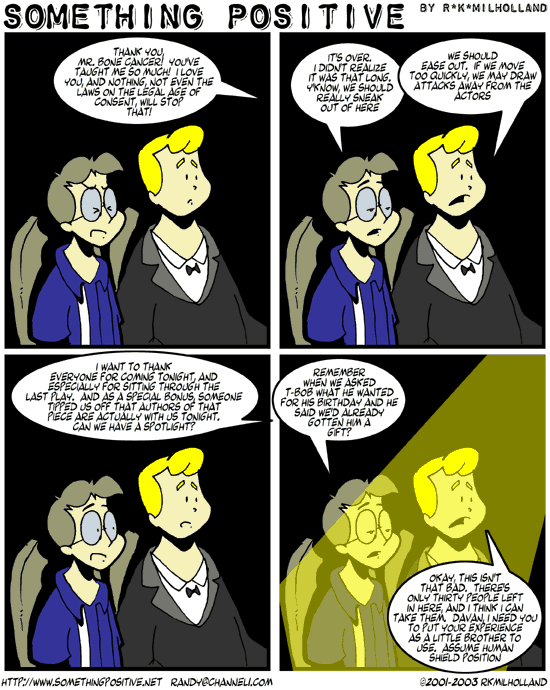 SOMETHING POSITIVE BY R*K*MILHOLLAND
THANK YOU,
MR. BONE CANCER! YOU'VE
TAUGHT ME SO MUCH! I LOVE
YOU, AND NOTHING, NOT EVEN THE
LAWS ON THE LEGAL AGE OF
CONSENT, WILL STOP
THAT!
IT'S OVER.
I DIDN'T REALIZE
IT WAS THAT LONG.
Y'KNOW, WE SHOULD
REALLY SNEAK
OUT OF HERE
WE SHOULD
EASE OUT. IF WE MOVE
TOO QUICKLY, WE MAY DRAW
ATTACKS AWAY FROM THE
ACTORS
I WANT TO THANK
EVERYONE FOR COMING TONIGHT, AND
ESPECIALLY FOR SITTING THROUGH THE
LAST PLAY. AND AS A SPECIAL BONUS, SOMEONE
TIPPED US OFF THAT AUTHORS OF THAT
PIECE ARE ACTUALLY WITH US TONIGHT.
CAN WE HAVE A SPOTLIGHT?
REMEMBER
WHEN WE ASKED
T-BOB WHAT HE WANTED
FOR HIS BIRTHDAY AND HE
SAID WE'D ALREADY
GOTTEN HIM A
GIFT?
OKAY, THIS ISN'T
THAT BAD. THERE'S
ONLY THIRTY PEOPLE LEFT
IN HERE, AND I THINK I CAN
TAKE THEM. DAVAN, I NEED YOU
TO PUT YOUR EXPERIENCE
AS A LITTLE BROTHER TO
USE. ASSUME HUMAN
SHIELD POSITION
HTTP://WWW.SOMETHINGPOSITIVE.NET RANDY@CHANNEL1.COM ©2001-2003 RKMILHOLLAND